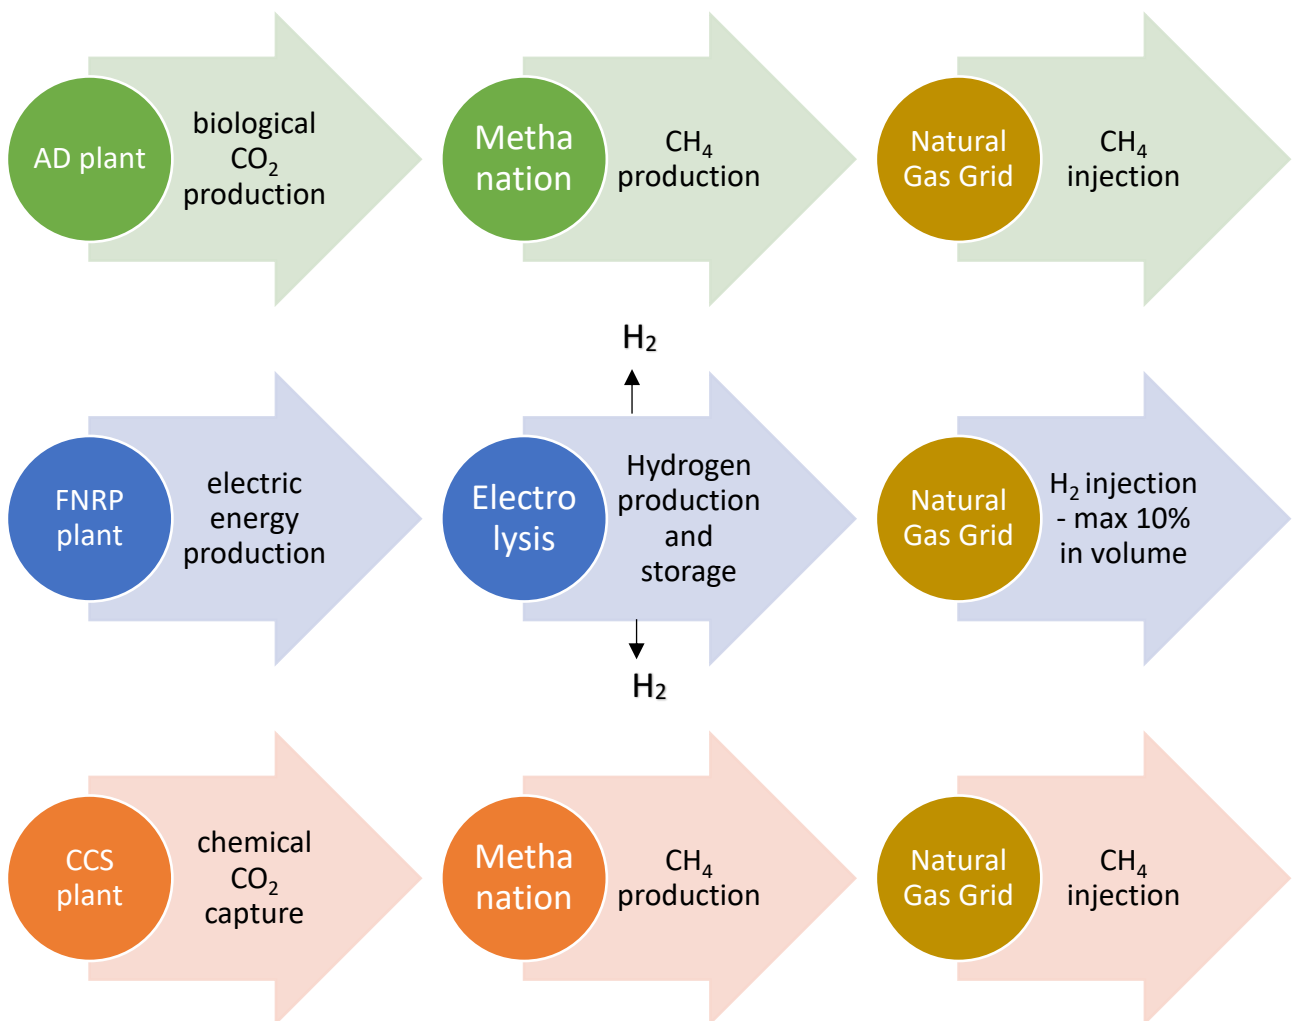 AD plant
biological
CO₂
production
Metha
nation
CH₄
production
Natural
Gas Grid
CH₄
injection
H₂
FNRP
plant
electric
energy
production
Electro
lysis
Hydrogen
production
and
storage
Natural
Gas Grid
H₂ injection
- max 10%
in volume
H₂
CCS
plant
chemical
CO₂
capture
Metha
nation
CH₄
production
Natural
Gas Grid
CH₄
injection